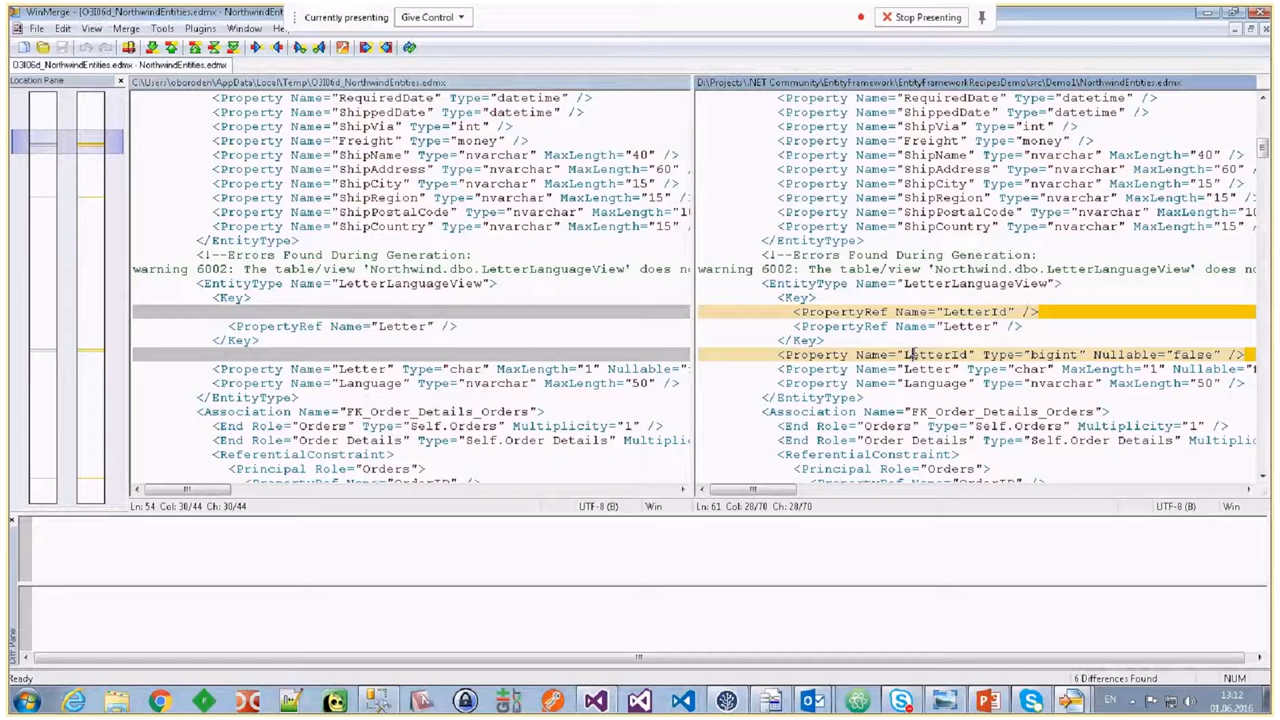 WinMerge - [O3I06d_NorthwindEntities.edmx - NorthwindEnt
Currently presenting
Give Control
Stop Presenting
File Edit View Merge Tools Plugins Window
O3I06d_NorthwindEntities.edmx - NorthwindEntities.edmx
Location Pane
C:\Users\oboroden\AppData\Local\Temp\O3I06d_NorthwindEntities.edmx
<Property Name="RequiredDate" Type="datetime" />
<Property Name="ShippedDate" Type="datetime" />
<Property Name="ShipVia" Type="int" />
<Property Name="Freight" Type="money" />
<Property Name="ShipName" Type="nvarchar" MaxLength="40" />
<Property Name="ShipAddress" Type="nvarchar" MaxLength="60" /
<Property Name="ShipCity" Type="nvarchar" MaxLength="15" />
<Property Name="ShipRegion" Type="nvarchar" MaxLength="15" />
<Property Name="ShipPostalCode" Type="nvarchar" MaxLength="1
<Property Name="ShipCountry" Type="nvarchar" MaxLength="15" /
</EntityType>
<!--Errors Found During Generation:
warning 6002: The table/view 'Northwind.dbo.LetterLanguageView' does n
<EntityType Name="LetterLanguageView">
<Key>
<PropertyRef Name="Letter" />
</Key>
<Property Name="Letter" Type="char" MaxLength="1" Nullable=
<Property Name="Language" Type="nvarchar" MaxLength="50" />
</EntityType>
<Association Name="FK_Order_Details_Orders">
<End Role="Orders" Type="Self.Orders" Multiplicity="1" />
<End Role="Order Details" Type="Self.Order Details" Multipli
<ReferentialConstraint>
<Principal Role="Orders">
<PropertyRef Name="OrderID" />
Ln: 54 Col: 30/44 Ch: 30/44
UTF-8 (B)
Win
D:\Projects\.NET Community\EntityFramework\EntityFrameworkRecipesDemo\src\Demo1\NorthwindEntities.edmx
<Property Name="RequiredDate" Type="datetime" />
<Property Name="ShippedDate" Type="datetime" />
<Property Name="ShipVia" Type="int" />
<Property Name="Freight" Type="money" />
<Property Name="ShipName" Type="nvarchar" MaxLength="40" />
<Property Name="ShipAddress" Type="nvarchar" MaxLength="60" /
<Property Name="ShipCity" Type="nvarchar" MaxLength="15" />
<Property Name="ShipRegion" Type="nvarchar" MaxLength="15" />
<Property Name="ShipPostalCode" Type="nvarchar" MaxLength="1
<Property Name="ShipCountry" Type="nvarchar" MaxLength="15" /
</EntityType>
<!--Errors Found During Generation:
warning 6002: The table/view 'Northwind.dbo.LetterLanguageView' does n
<EntityType Name="LetterLanguageView">
<Key>
<PropertyRef Name="LetterId" />
<PropertyRef Name="Letter" />
</Key>
<Property Name="LetterId" Type="bigint" Nullable="false" />
<Property Name="Letter" Type="char" MaxLength="1" Nullable="
<Property Name="Language" Type="nvarchar" MaxLength="50" />
</EntityType>
<Association Name="FK_Order_Details_Orders">
<End Role="Orders" Type="Self.Orders" Multiplicity="1" />
<End Role="Order Details" Type="Self.Order Details" Multipli
<ReferentialConstraint>
<Principal Role="Orders">
<PropertyRef Name="OrderID" />
Ln: 61 Col: 28/70 Ch: 28/70
UTF-8 (B)
Win
Diff Pane
Ready
6 Differences Found
NUM
EN
13:12
01.06.2016